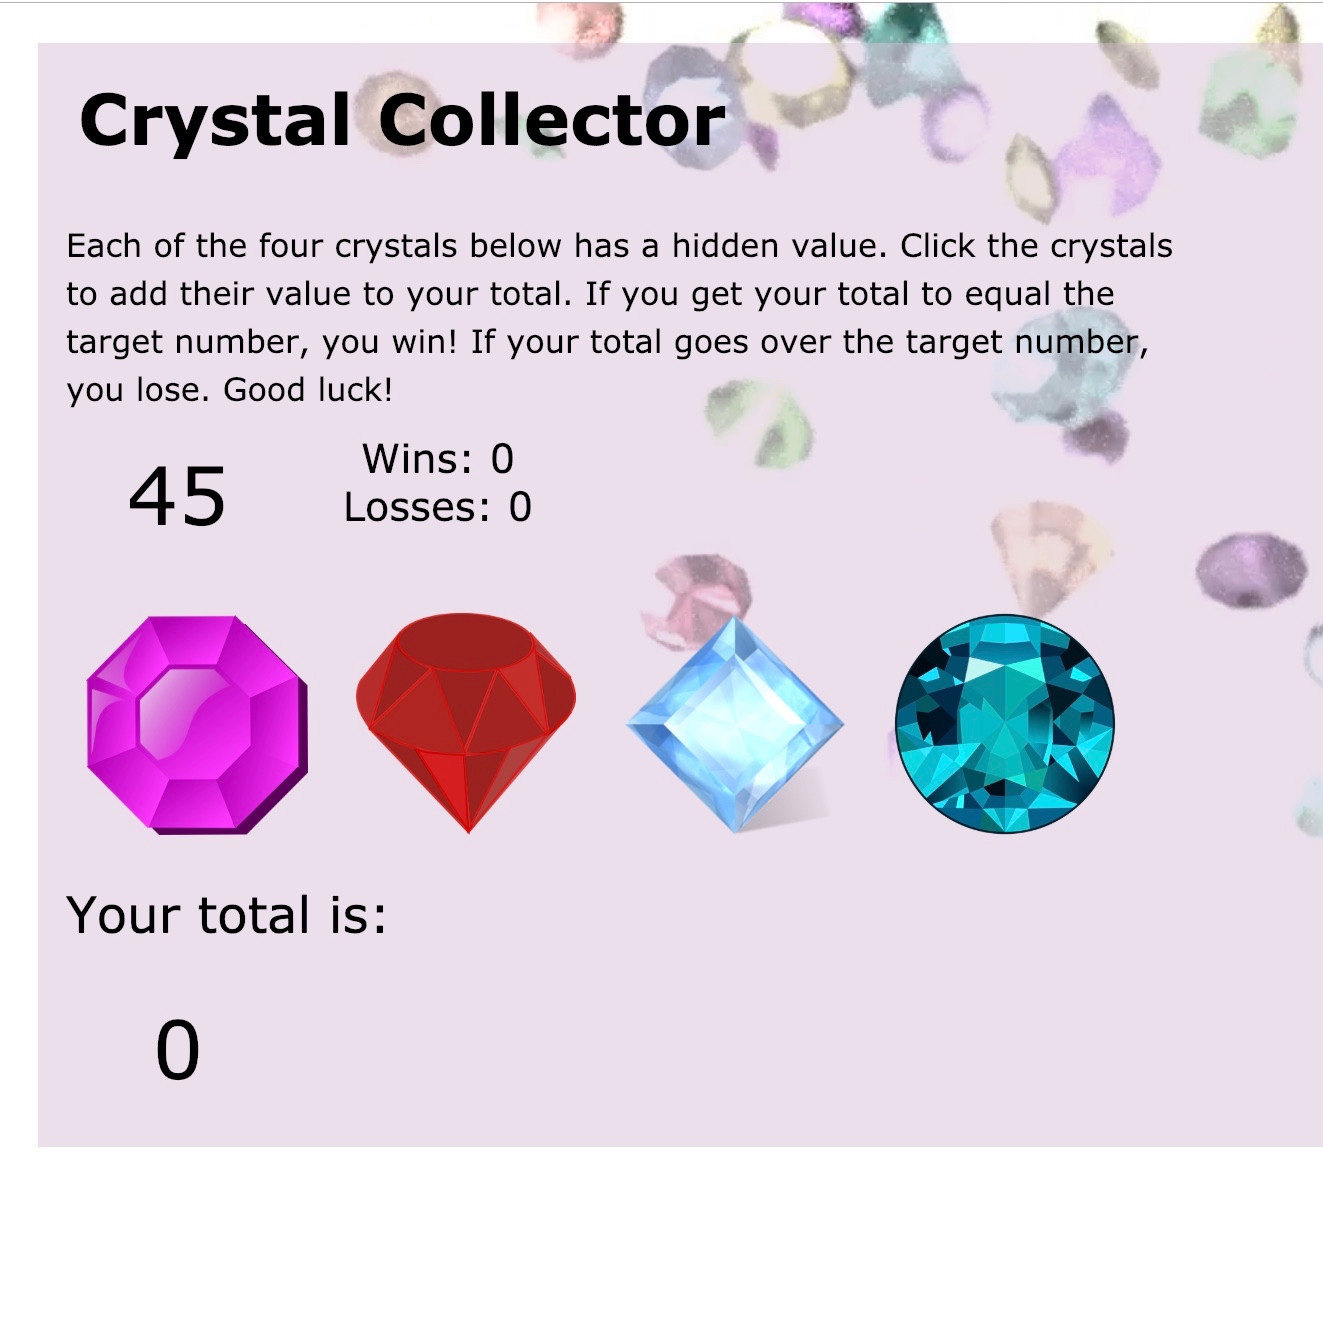 Crystal Collector
Each of the four crystals below has a hidden value. Click the crystals
to add their value to your total. If you get your total to equal the
target number, you win! If your total goes over the target number,
you lose. Good luck!
45
Wins: 0
Losses: 0
Your total is:
0